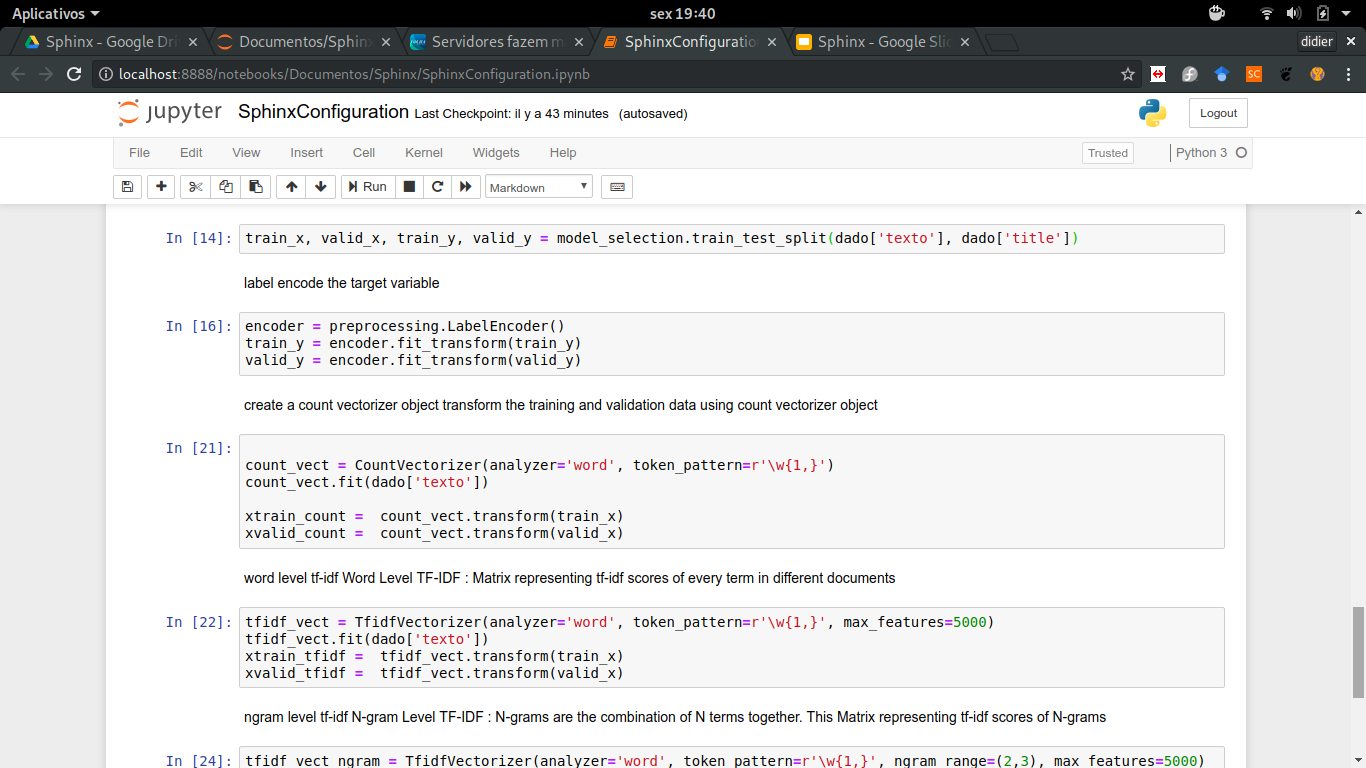 Aplicativos
sex 19:40
Sphinx - Google Dri
Documentos/Sphin
Servidores fazem m
SphinxConfiguratio
Sphinx - Google Slid
didier
localhost:8888/notebooks/Documentos/Sphinx/SphinxConfiguration.ipynb
SC
jupyter SphinxConfiguration Last Checkpoint: il y a 43 minutes (autosaved)
Logout
File Edit View Insert Cell Kernel Widgets Help
Trusted
Python 3
Run
Markdown
In [14]: train_x, valid_x, train_y, valid_y = model_selection.train_test_split(dado['texto'], dado['title'])
label encode the target variable
In [16]: encoder = preprocessing.LabelEncoder()
train_y = encoder.fit_transform(train_y)
valid_y = encoder.fit_transform(valid_y)
create a count vectorizer object transform the training and validation data using count vectorizer object
In [21]:
count_vect = CountVectorizer(analyzer='word', token_pattern=r'\w{1,}')
count_vect.fit(dado['texto'])
xtrain_count =  count_vect.transform(train_x)
xvalid_count =  count_vect.transform(valid_x)
word level tf-idf Word Level TF-IDF : Matrix representing tf-idf scores of every term in different documents
In [22]: tfidf_vect = TfidfVectorizer(analyzer='word', token_pattern=r'\w{1,}', max_features=5000)
tfidf_vect.fit(dado['texto'])
xtrain_tfidf =  tfidf_vect.transform(train_x)
xvalid_tfidf =  tfidf_vect.transform(valid_x)
ngram level tf-idf N-gram Level TF-IDF : N-grams are the combination of N terms together. This Matrix representing tf-idf scores of N-grams
In [24]: tfidf_vect_ngram = TfidfVectorizer(analyzer='word', token_pattern=r'\w{1,}', ngram_range=(2,3), max_features=5000)